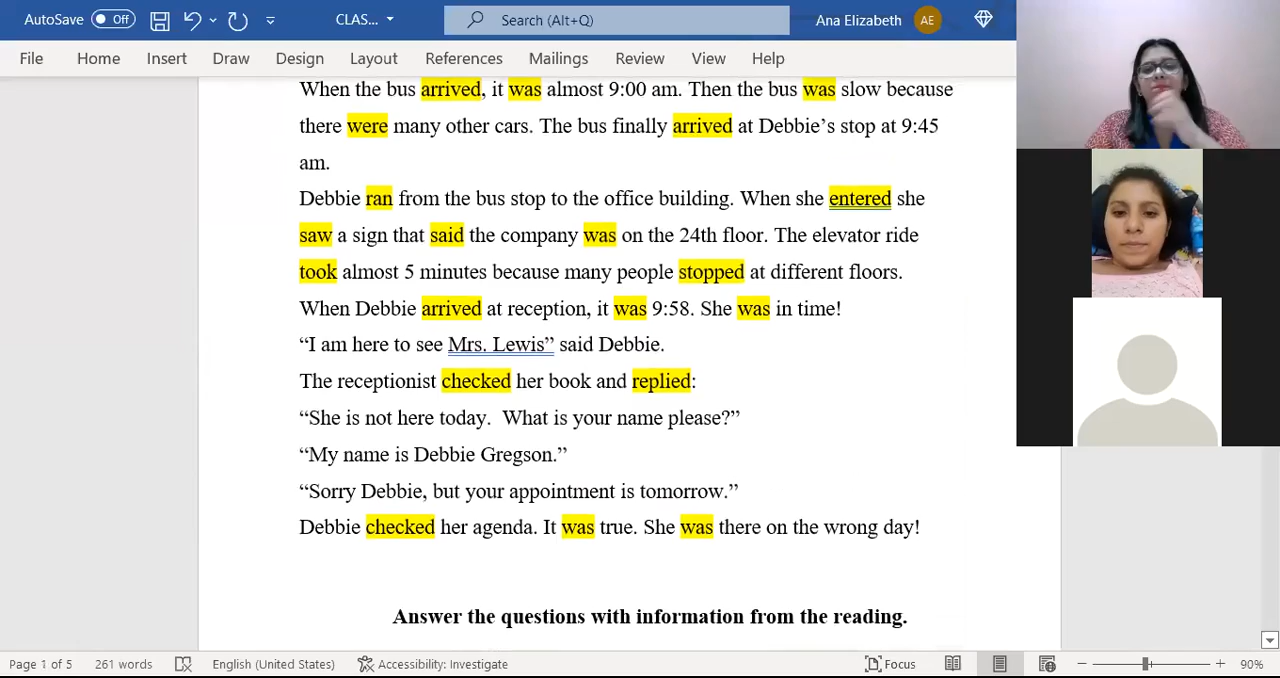 AutoSave Off CLAS... Search (Alt+Q) Ana Elizabeth AE
File Home Insert Draw Design Layout References Mailings Review View Help
When the bus arrived, it was almost 9:00 am. Then the bus was slow because
there were many other cars. The bus finally arrived at Debbie’s stop at 9:45
am.
Debbie ran from the bus stop to the office building. When she entered she
saw a sign that said the company was on the 24th floor. The elevator ride
took almost 5 minutes because many people stopped at different floors.
When Debbie arrived at reception, it was 9:58. She was in time!
“I am here to see Mrs. Lewis” said Debbie.
The receptionist checked her book and replied:
“She is not here today.  What is your name please?”
“My name is Debbie Gregson.”
“Sorry Debbie, but your appointment is tomorrow.”
Debbie checked her agenda. It was true. She was there on the wrong day!
Answer the questions with information from the reading.
Page 1 of 5 261 words English (United States) Accessibility: Investigate Focus 90%